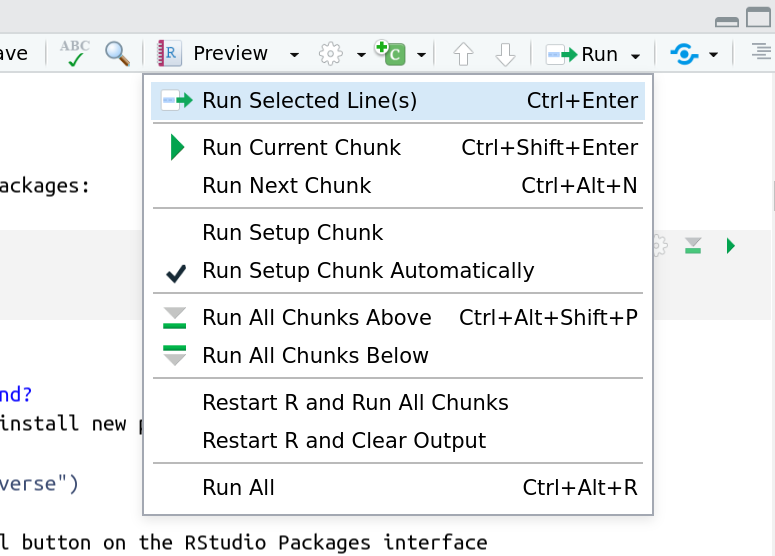 ave ABC R Preview C Run
Run Selected Line(s) Ctrl+Enter
Run Current Chunk Ctrl+Shift+Enter
ackages: Run Next Chunk Ctrl+Alt+N
Run Setup Chunk
Run Setup Chunk Automatically
Run All Chunks Above Ctrl+Alt+Shift+P
Run All Chunks Below
nd? Restart R and Run All Chunks
install new
Restart R and Clear Output
verse") Run All Ctrl+Alt+R
l button on the RStudio Packages interface